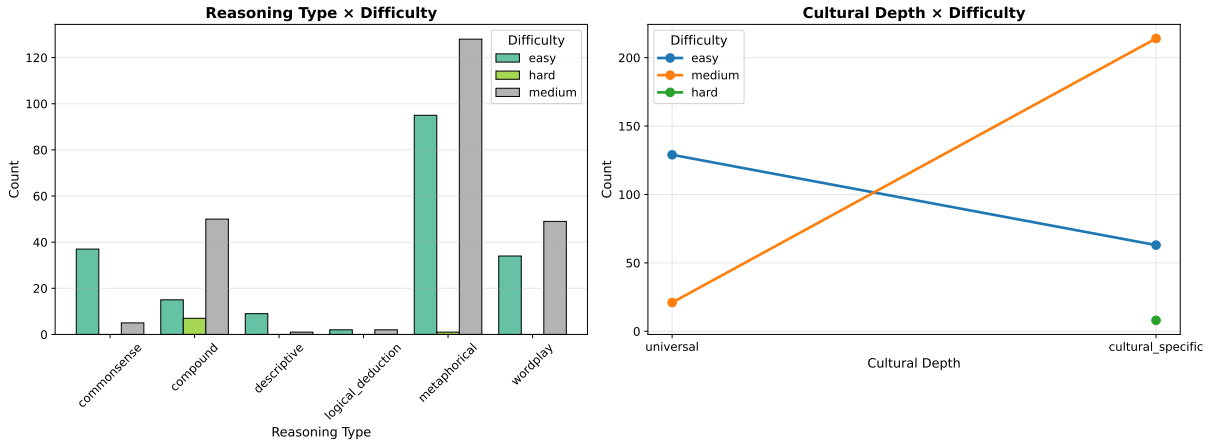 Reasoning Type × Difficulty
Count
0
20
40
60
80
100
120
Difficulty
easy
hard
medium
commonsense
compound
descriptive
logical_deduction
metaphorical
wordplay
Reasoning Type
Cultural Depth × Difficulty
Count
0
50
100
150
200
Difficulty
easy
medium
hard
universal
cultural_specific
Cultural Depth